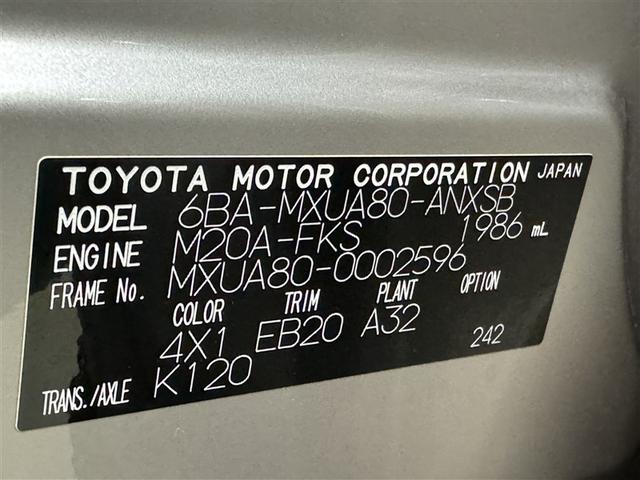 TOYOTA MOTOR CORPORATION JAPAN
MODEL 6BA-MXUA80-ANXSB
ENGINE M20A-FKS 1986 mL
FRAME No. MXUA80-0002596
COLOR TRIM PLANT OPTION
4X1 EB20 A32 242
TRANS./AXLE K120